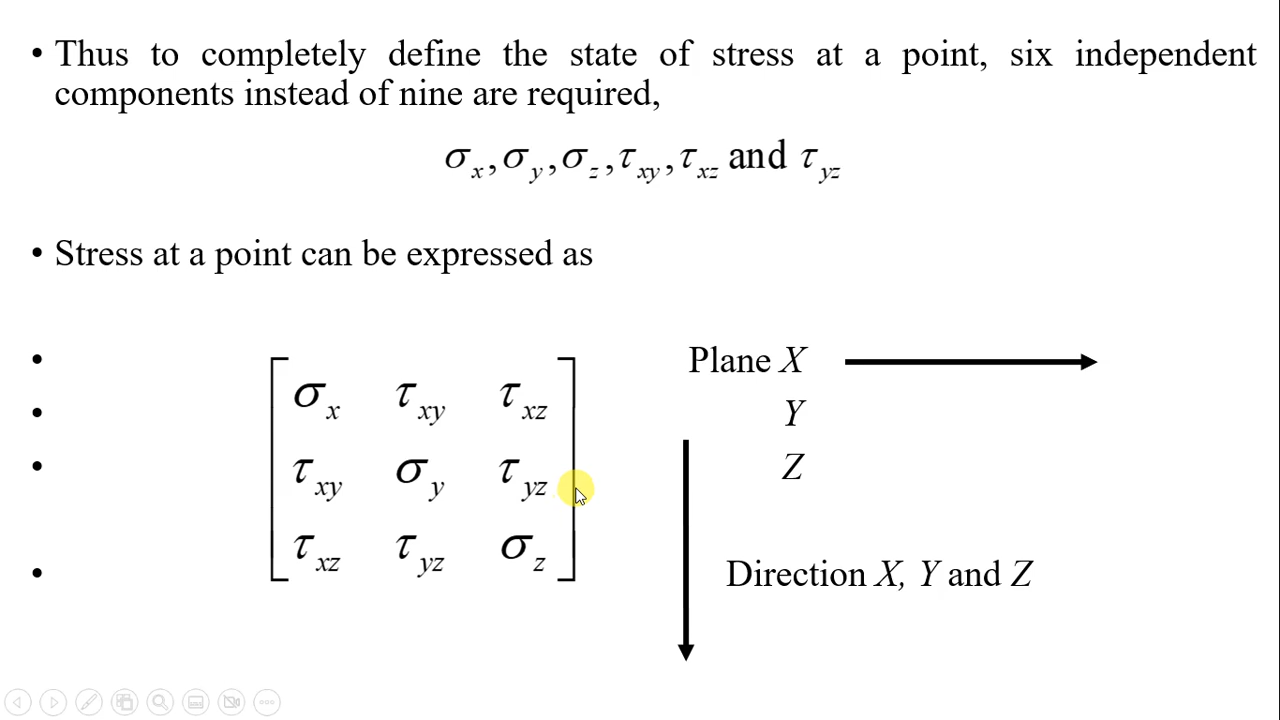 • Thus to completely define the state of stress at a point, six independent
components instead of nine are required,
σx, σy, σz, τxy, τxz and τyz
• Stress at a point can be expressed as
•
•
•
•
σx τxy τxz
τxy σy τyz
τxz τyz σz
Plane X
Y
Z
Direction X, Y and Z